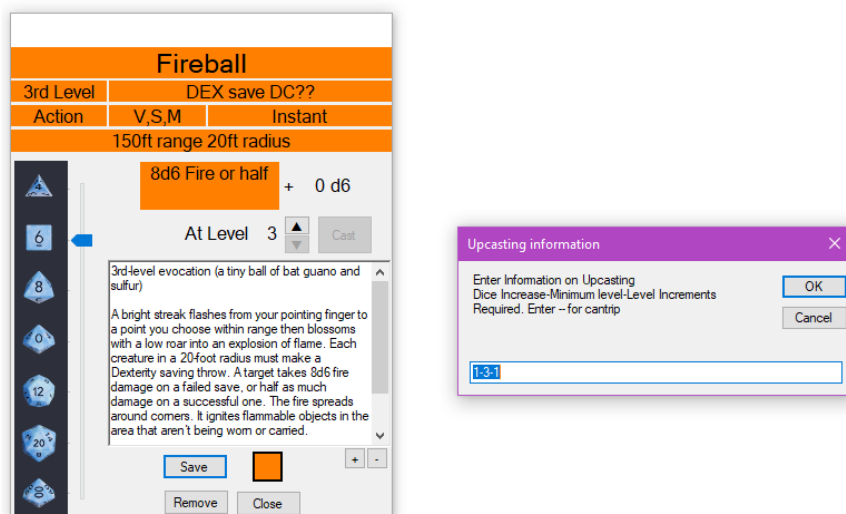 Fireball
3rd Level DEX save DC??
Action V,S,M Instant
150ft range 20ft radius
8d6 Fire or half + 0 d6
At Level 3 Cast
4
6
8
0
12
20
00
3rd-level evocation (a tiny ball of bat guano and
sulfur)
A bright streak flashes from your pointing finger to
a point you choose within range then blossoms
with a low roar into an explosion of flame. Each
creature in a 20-foot radius must make a
Dexterity saving throw. A target takes 8d6 fire
damage on a failed save, or half as much
damage on a successful one. The fire spreads
around corners. It ignites flammable objects in the
area that aren't being worn or carried.
+ -
Save
Remove Close
Upcasting information
Enter Information on Upcasting
Dice Increase-Minimum level-Level Increments
Required. Enter -- for cantrip
OK
Cancel
1-3-1